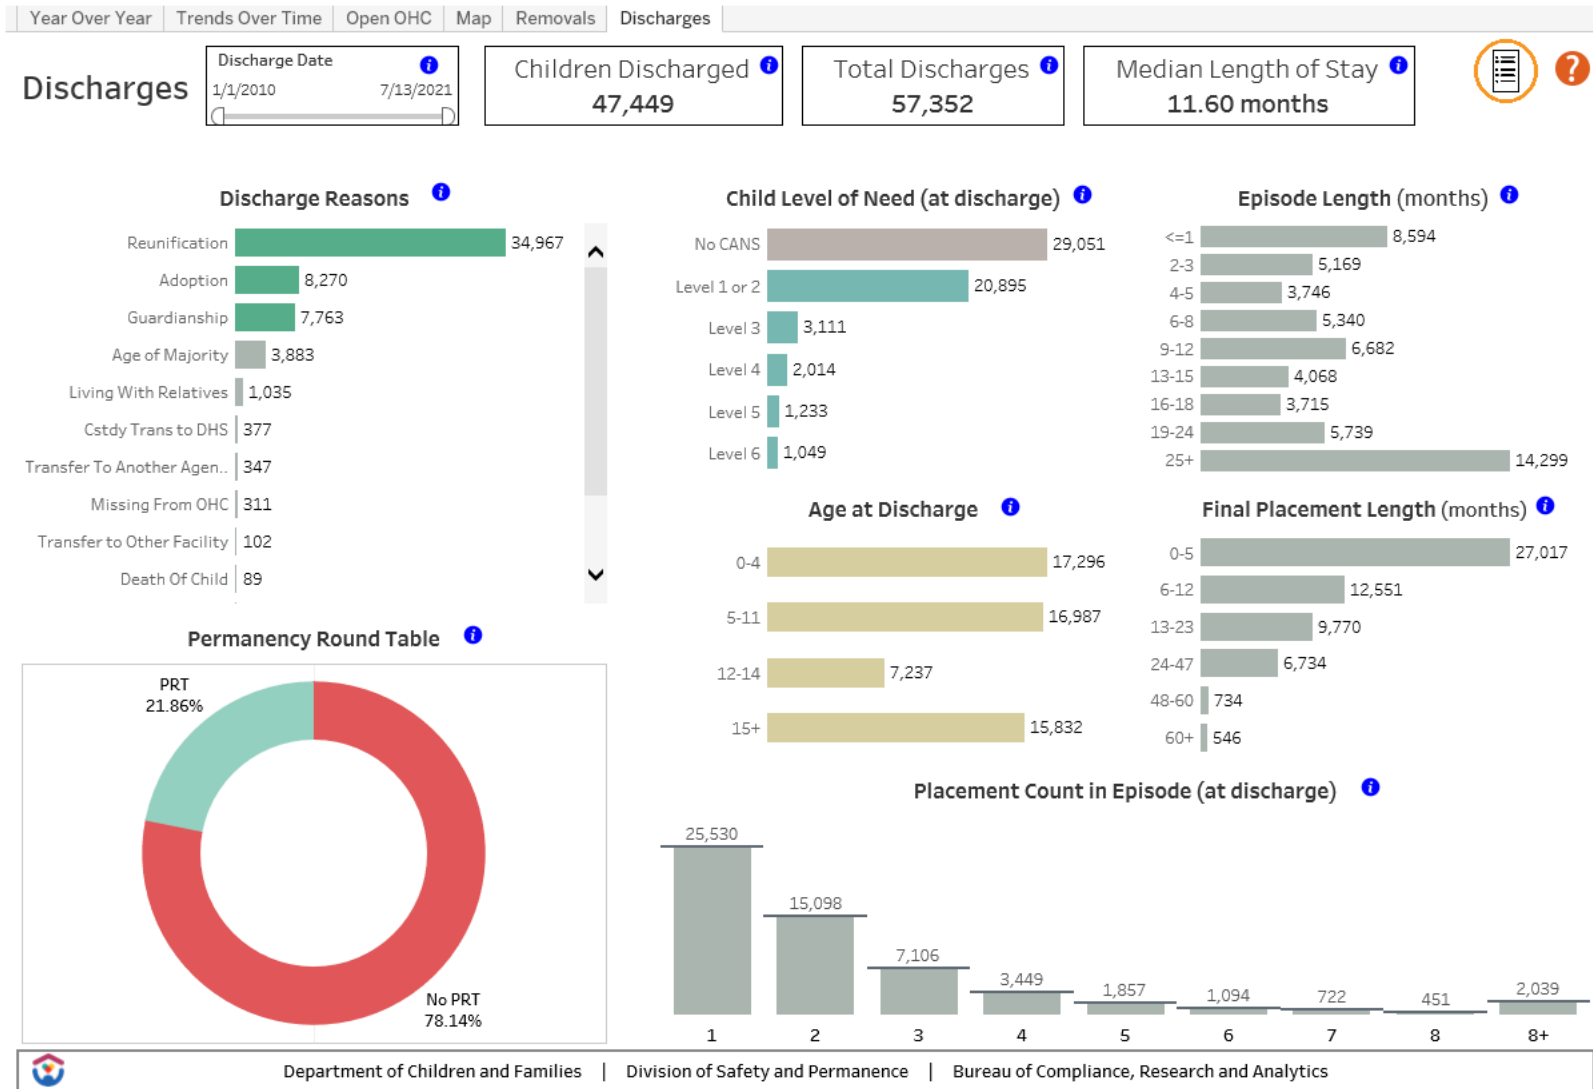 Year Over Year
Trends Over Time
Open OHC
Map
Removals
Discharges
Discharges
Discharge Date
1/1/2010
7/13/2021
Children Discharged
47,449
Total Discharges
57,352
Median Length of Stay
11.60 months
?
Discharge Reasons
Reunification 34,967
Adoption 8,270
Guardianship 7,763
Age of Majority 3,883
Living With Relatives 1,035
Cstdy Trans to DHS 377
Transfer To Another Agen.. 347
Missing From OHC 311
Transfer to Other Facility 102
Death Of Child 89
Child Level of Need (at discharge)
No CANS 29,051
Level 1 or 2 20,895
Level 3 3,111
Level 4 2,014
Level 5 1,233
Level 6 1,049
Episode Length (months)
<=1 8,594
2-3 5,169
4-5 3,746
6-8 5,340
9-12 6,682
13-15 4,068
16-18 3,715
19-24 5,739
25+ 14,299
Age at Discharge
0-4 17,296
5-11 16,987
12-14 7,237
15+ 15,832
Final Placement Length (months)
0-5 27,017
6-12 12,551
13-23 9,770
24-47 6,734
48-60 734
60+ 546
Permanency Round Table
PRT
21.86%
No PRT
78.14%
Placement Count in Episode (at discharge)
25,530
15,098
7,106
3,449
1,857
1,094
722
451
2,039
1 2 3 4 5 6 7 8 8+
Department of Children and Families | Division of Safety and Permanence | Bureau of Compliance, Research and Analytics